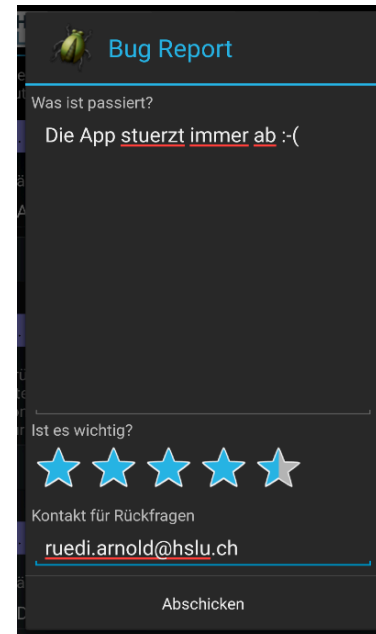 Bug Report
Was ist passiert?
Die App stuerzt immer ab :-(
Ist es wichtig?
Kontakt für Rückfragen
ruedi.arnold@hslu.ch
Abschicken